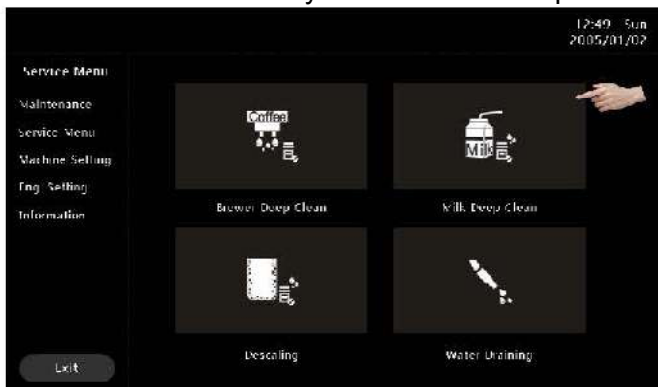 12:49 Sun
2005/01/02
Service Menu
Maintenance
Service Menu
Machine Setting
Eng. Setting
Information
Exit
Coffee
Brewer Deep Clean
Milk
Milk Deep Clean
Descaling
Water Draining